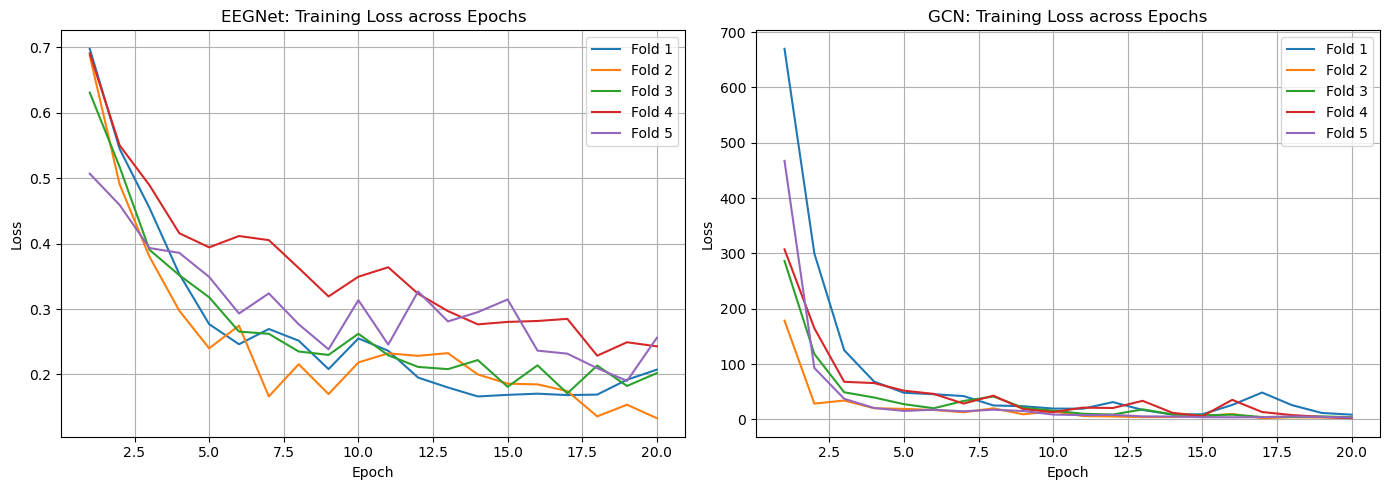 EEGNet: Training Loss across Epochs
Loss
0.7
0.6
0.5
0.4
0.3
0.2
Fold 1
Fold 2
Fold 3
Fold 4
Fold 5
2.5 5.0 7.5 10.0 12.5 15.0 17.5 20.0
Epoch
GCN: Training Loss across Epochs
Loss
700
600
500
400
300
200
100
0
Fold 1
Fold 2
Fold 3
Fold 4
Fold 5
2.5 5.0 7.5 10.0 12.5 15.0 17.5 20.0
Epoch